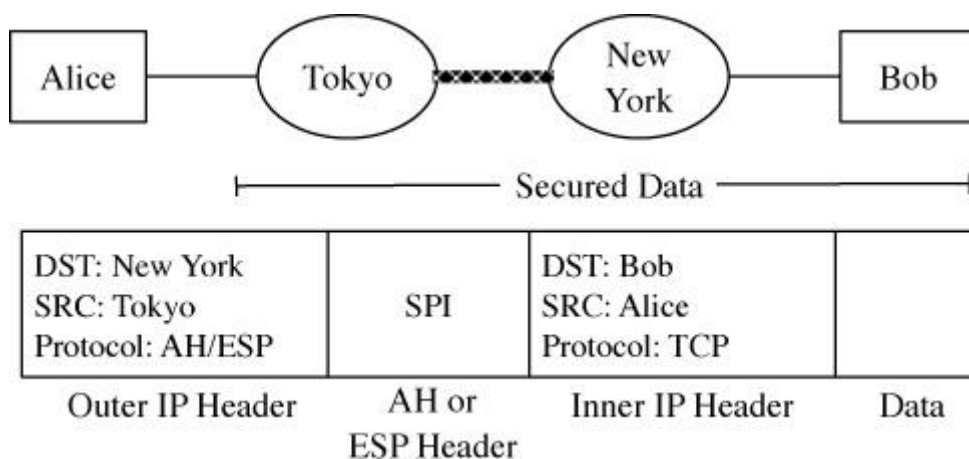 Alice
Tokyo
New
York
Bob
Secured Data
DST: New York
SRC: Tokyo
Protocol: AH/ESP
SPI
DST: Bob
SRC: Alice
Protocol: TCP
Outer IP Header
AH or
ESP Header
Inner IP Header
Data